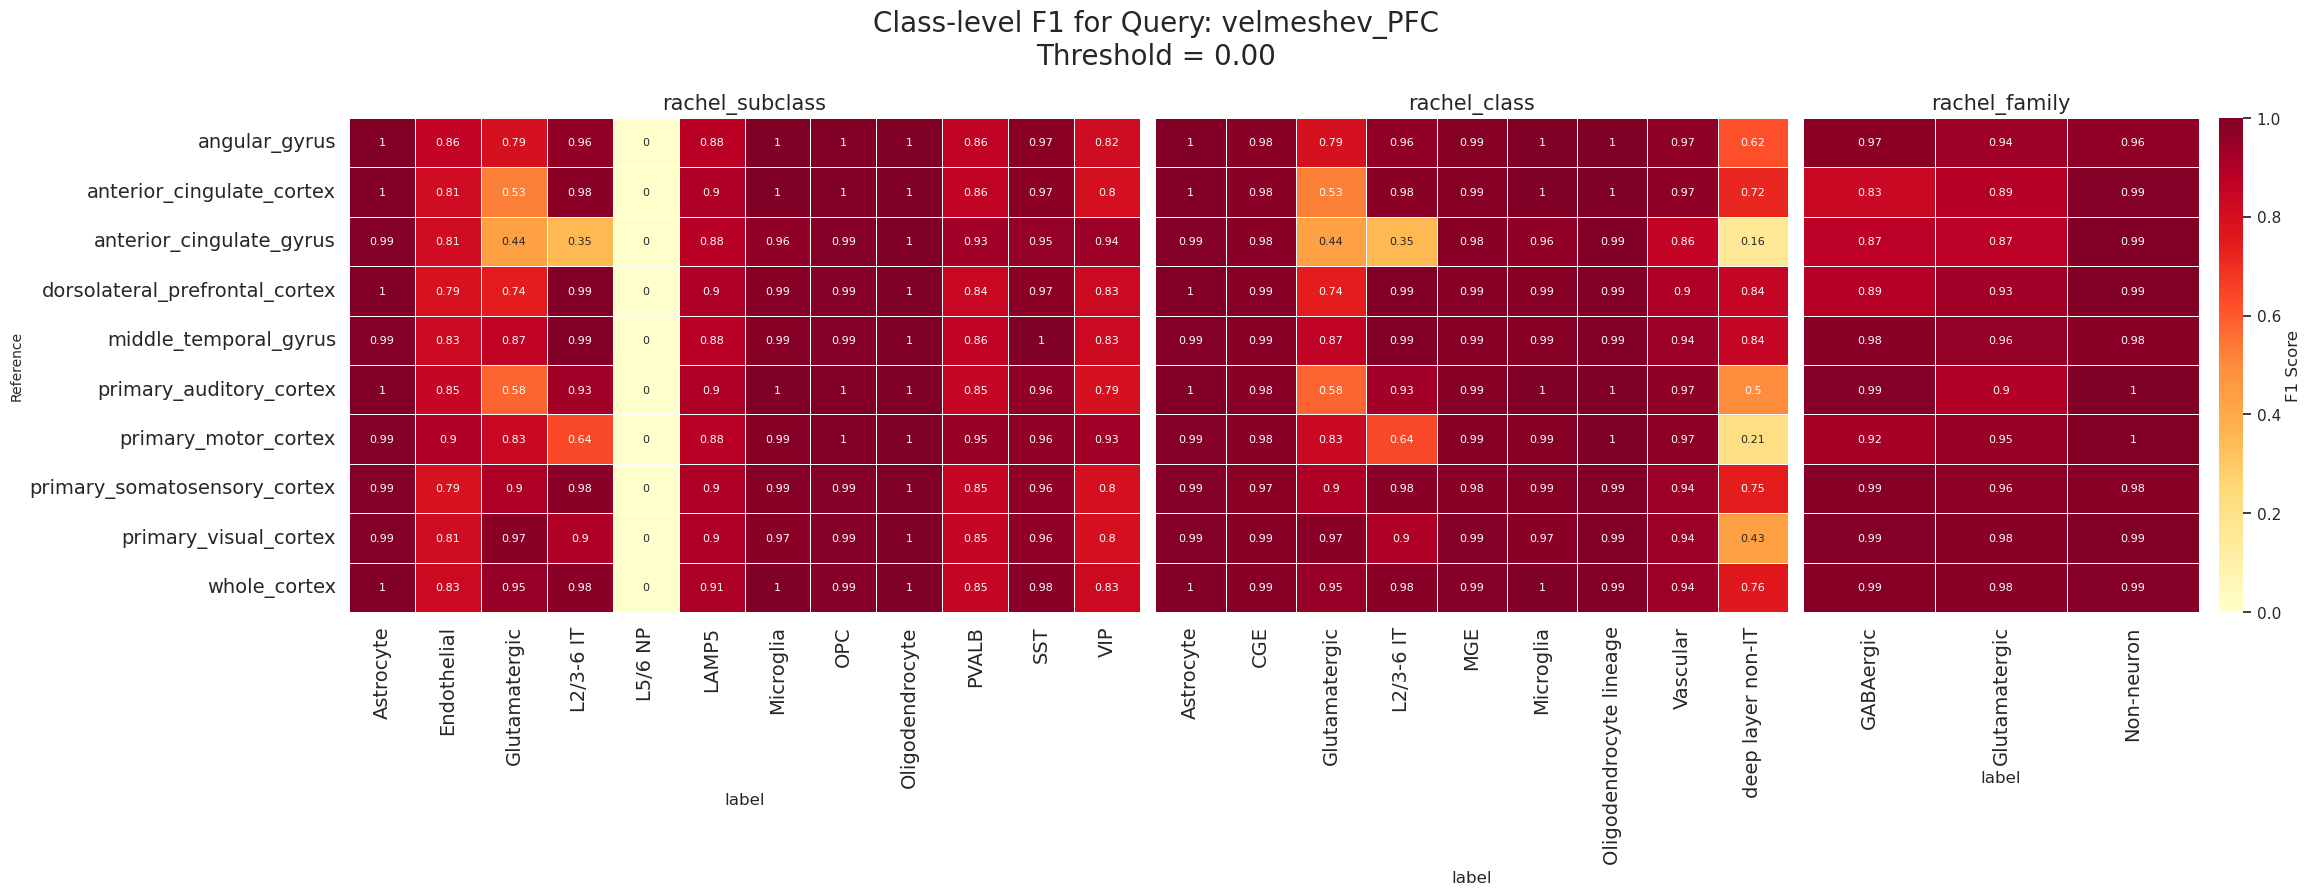 Class-level F1 for Query: velmeshev_PFC
Threshold = 0.00
rachel_subclass
rachel_class
rachel_family
Reference
angular_gyrus 1 0.86 0.79 0.96 0 0.88 1 1 1 0.86 0.97 0.82 1 0.98 0.79 0.96 0.99 1 1 0.97 0.62 0.97 0.94 0.96
anterior_cingulate_cortex 1 0.81 0.53 0.98 0 0.9 1 1 1 0.86 0.97 0.8 1 0.98 0.53 0.98 0.99 1 1 0.97 0.72 0.83 0.89 0.99
anterior_cingulate_gyrus 0.99 0.81 0.44 0.35 0 0.88 0.96 0.99 1 0.93 0.95 0.94 0.99 0.98 0.44 0.35 0.98 0.96 0.99 0.86 0.16 0.87 0.87 0.99
dorsolateral_prefrontal_cortex 1 0.79 0.74 0.99 0 0.9 0.99 0.99 1 0.84 0.97 0.83 1 0.99 0.74 0.99 0.99 0.99 0.99 0.9 0.84 0.89 0.93 0.99
middle_temporal_gyrus 0.99 0.83 0.87 0.99 0 0.88 0.99 0.99 1 0.86 1 0.83 0.99 0.99 0.87 0.99 0.99 0.99 0.99 0.94 0.84 0.98 0.96 0.98
primary_auditory_cortex 1 0.85 0.58 0.93 0 0.9 1 1 1 0.85 0.96 0.79 1 0.98 0.58 0.93 0.99 1 1 0.97 0.5 0.99 0.9 1
primary_motor_cortex 0.99 0.9 0.83 0.64 0 0.88 0.99 1 1 0.95 0.96 0.93 0.99 0.98 0.83 0.64 0.99 0.99 1 0.97 0.21 0.92 0.95 1
primary_somatosensory_cortex 0.99 0.79 0.9 0.98 0 0.9 0.99 0.99 1 0.85 0.96 0.8 0.99 0.97 0.9 0.98 0.98 0.99 0.99 0.94 0.75 0.99 0.96 0.98
primary_visual_cortex 0.99 0.81 0.97 0.9 0 0.9 0.97 0.99 1 0.85 0.96 0.8 0.99 0.99 0.97 0.9 0.99 0.97 0.99 0.94 0.43 0.99 0.98 0.99
whole_cortex 1 0.83 0.95 0.98 0 0.91 1 0.99 1 0.85 0.98 0.83 1 0.99 0.95 0.98 0.99 1 0.99 0.94 0.76 0.99 0.98 0.99
Astrocyte
Endothelial
Glutamatergic
L2/3-6 IT
L5/6 NP
LAMP5
Microglia
OPC
Oligodendrocyte
PVALB
SST
VIP
label
Astrocyte
CGE
Glutamatergic
L2/3-6 IT
MGE
Microglia
Oligodendrocyte lineage
Vascular
deep layer non-IT
label
GABAergic
Glutamatergic
Non-neuron
label
1.0
0.8
0.6
0.4
0.2
0.0
F1 Score